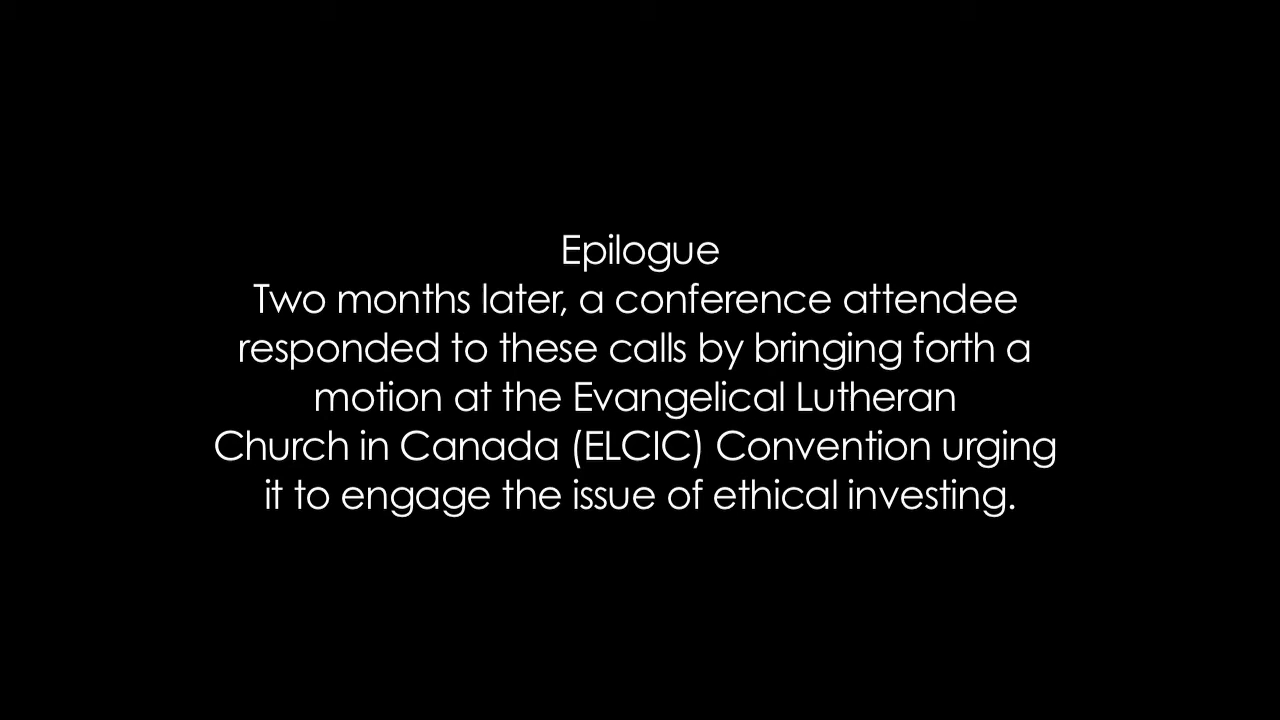 Epilogue
Two months later, a conference attendee
responded to these calls by bringing forth a
motion at the Evangelical Lutheran
Church in Canada (ELCIC) Convention urging
it to engage the issue of ethical investing.